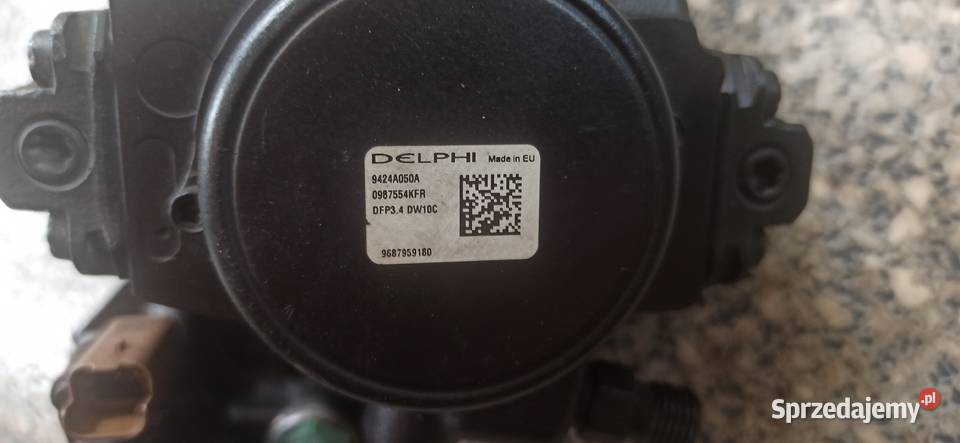 DELPHI Made in EU
9424A050A
0987554KFR
DFP3.4 DW10C
9687959180
Sprzedajemy.pl